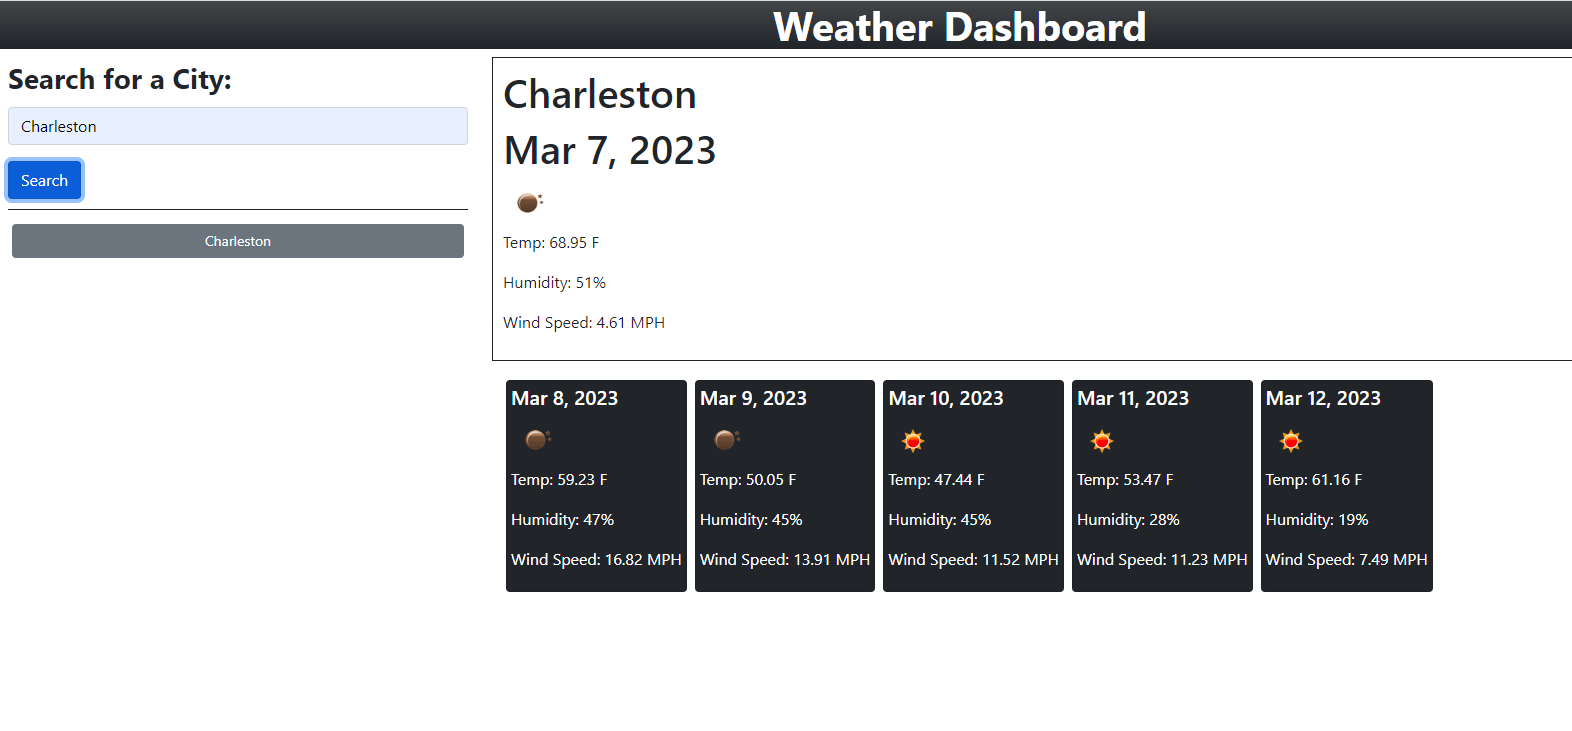 Weather Dashboard
Search for a City:
Charleston
Search
Charleston
Charleston
Mar 7, 2023
Temp: 68.95 F
Humidity: 51%
Wind Speed: 4.61 MPH
Mar 8, 2023
Temp: 59.23 F
Humidity: 47%
Wind Speed: 16.82 MPH
Mar 9, 2023
Temp: 50.05 F
Humidity: 45%
Wind Speed: 13.91 MPH
Mar 10, 2023
Temp: 47.44 F
Humidity: 45%
Wind Speed: 11.52 MPH
Mar 11, 2023
Temp: 53.47 F
Humidity: 28%
Wind Speed: 11.23 MPH
Mar 12, 2023
Temp: 61.16 F
Humidity: 19%
Wind Speed: 7.49 MPH